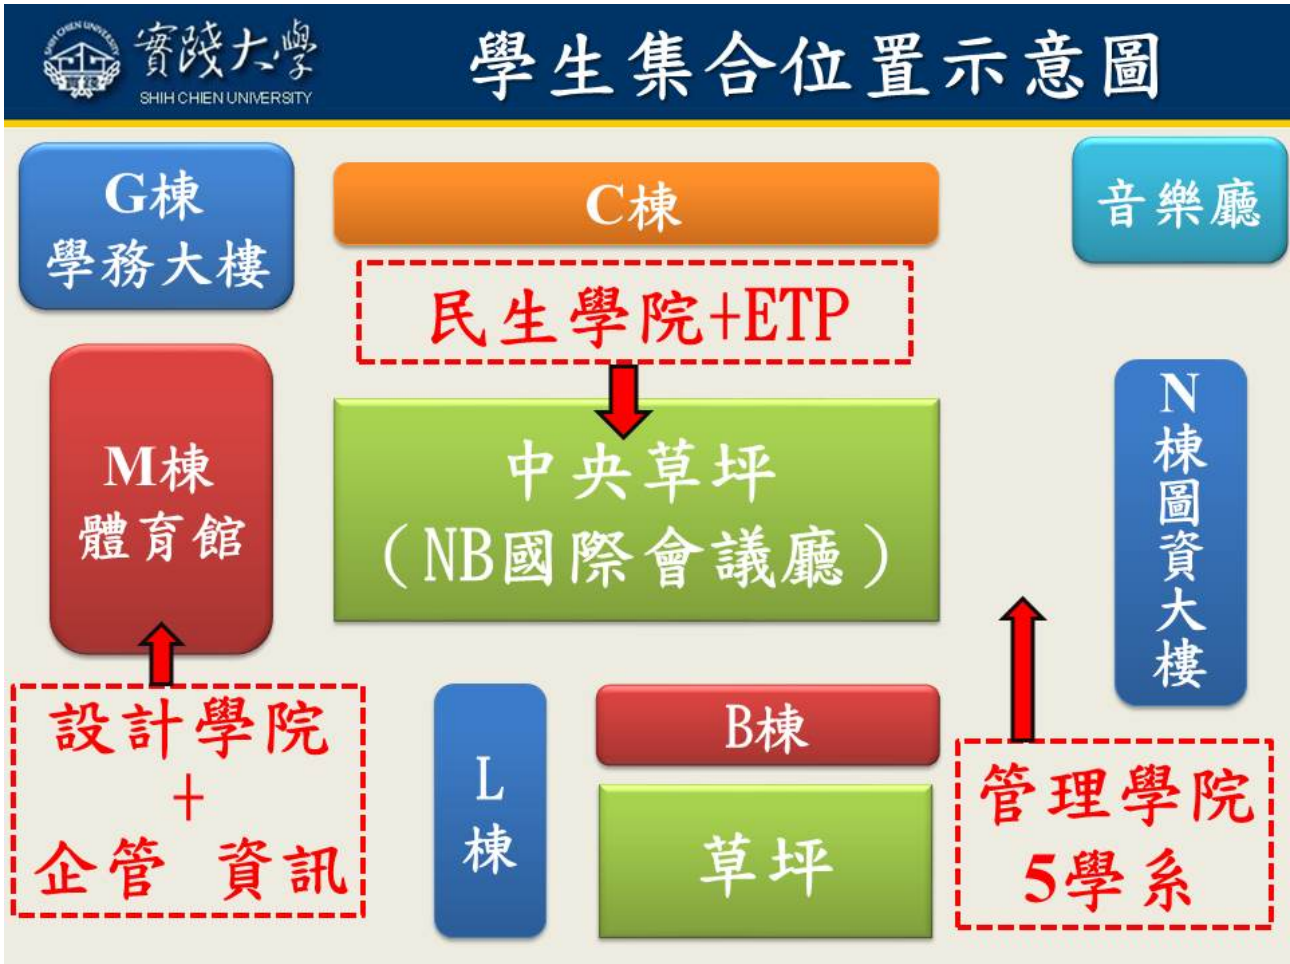 實踐大學
SHIH CHIEN UNIVERSITY
學生集合位置示意圖
G棟
學務大樓
C棟
音樂廳
民生學院+ETP
M棟
體育館
中央草坪
（NB國際會議廳）
N
棟
圖
資
大
樓
設計學院
+
企管 資訊
L
棟
B棟
草坪
管理學院
5學系